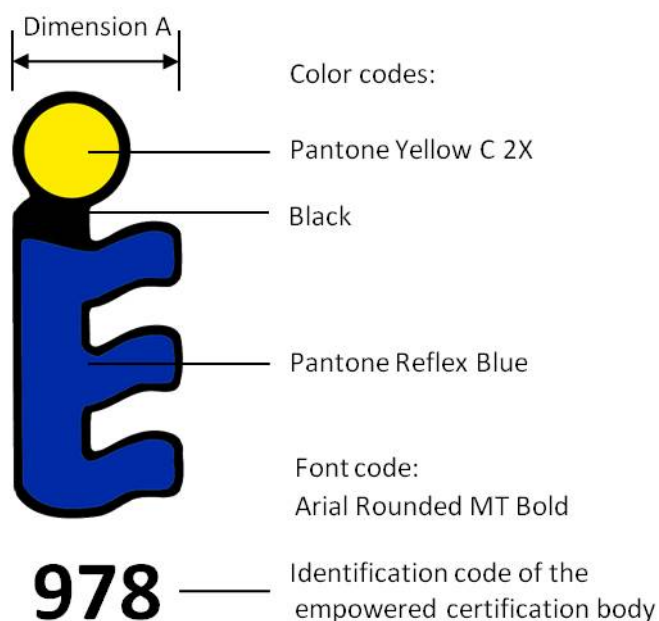 Dimension A
Color codes:
Pantone Yellow C 2X
Black
Pantone Reflex Blue
Font code:
Arial Rounded MT Bold
978
Identification code of the
empowered certification body